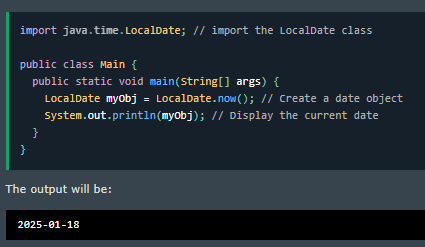 import java.time.LocalDate; // import the LocalDate class
public class Main {
public static void main(String[] args) {
LocalDate myObj = LocalDate.now(); // Create a date object
System.out.println(myObj); // Display the current date
}
}
The output will be:
2025-01-18